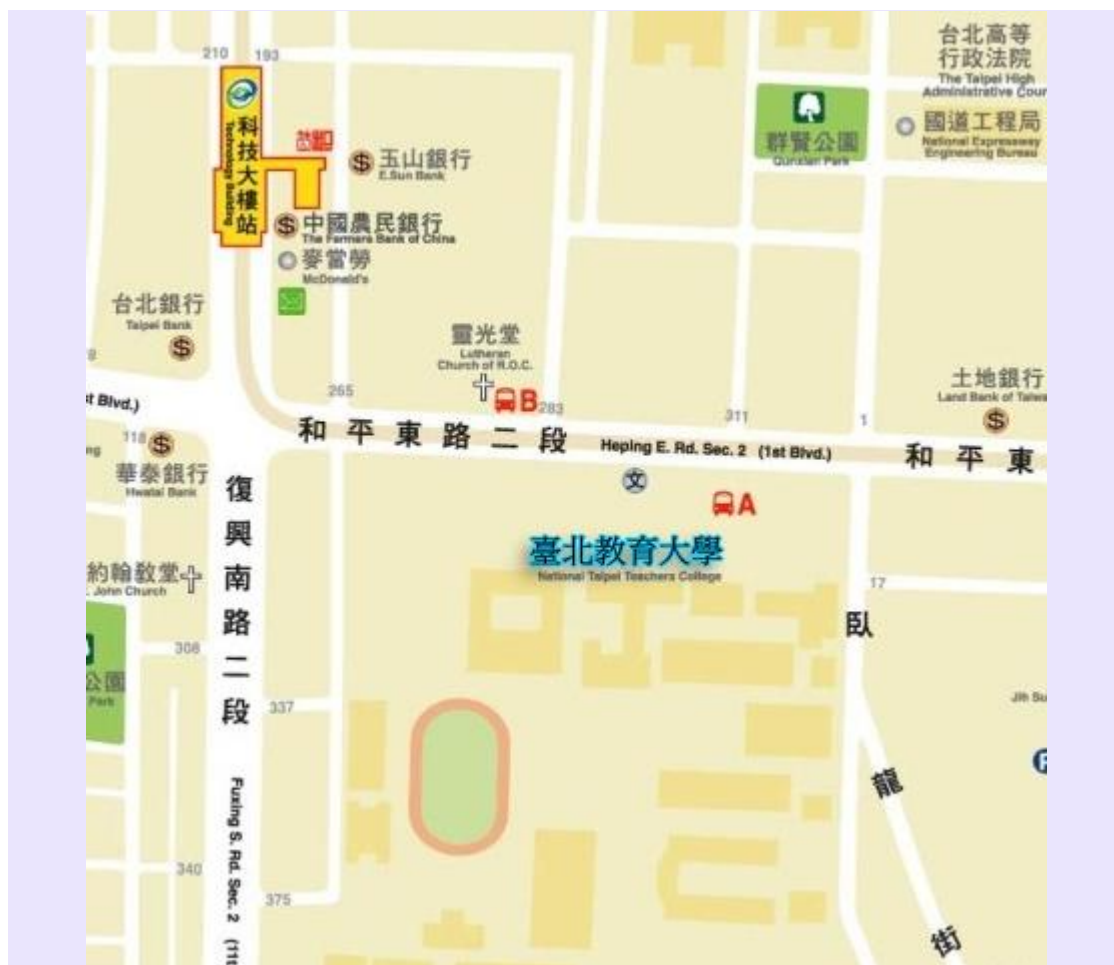 台北高等
行政法院
The Taipei High
Administrative Cour
210
193
科技大樓站
Technology Building
出口
玉山銀行
E.Sun Bank
群賢公園
Qunxian Park
國道工程局
National Expressway
Engineering Bureau
中國農民銀行
The Farmers Bank of China
麥當勞
McDonald's
台北銀行
Taipei Bank
靈光堂
Lutheran
Church of R.O.C.
B
土地銀行
Land Bank of Taiwa
265
283
311
1
st Blvd.)
和平東路二段
Heping E. Rd. Sec. 2 (1st Blvd.)
和平東
118
華泰銀行
Hwatai Bank
文
A
臺北教育大學
National Taipei Teachers College
復興南路二段
Fuxing S. Rd. Sec. 2 (11t
約翰教堂
. John Church
17
臥龍街
308
公園
Park
337
Jih Su
P
340
375